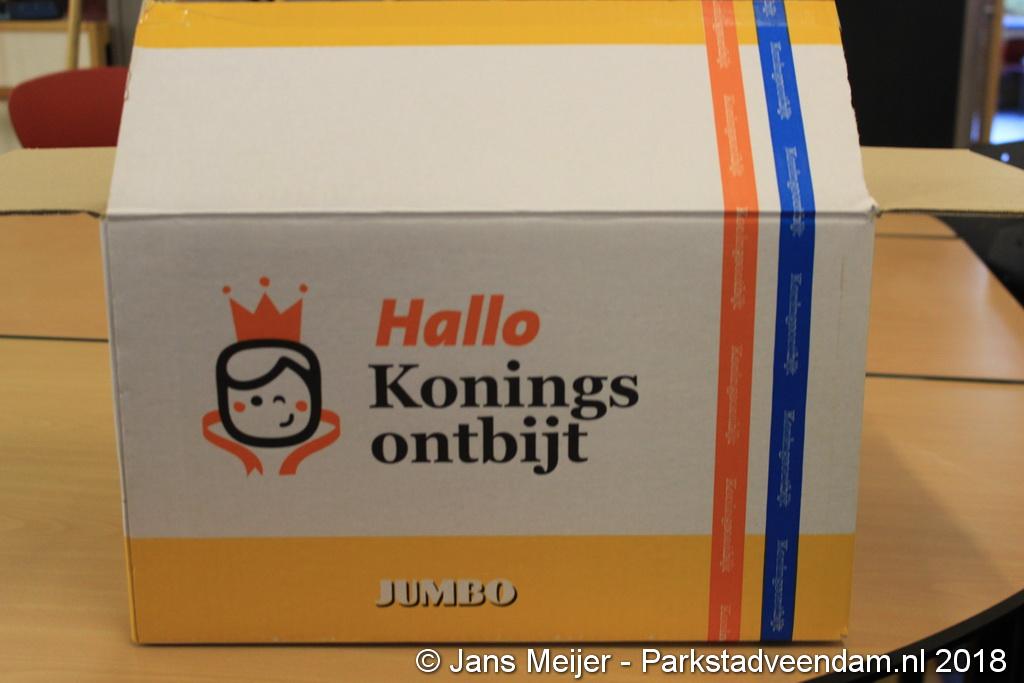 Hallo
Konings
ontbijt
JUMBO
© Jans Meijer - Parkstadveendam.nl 2018